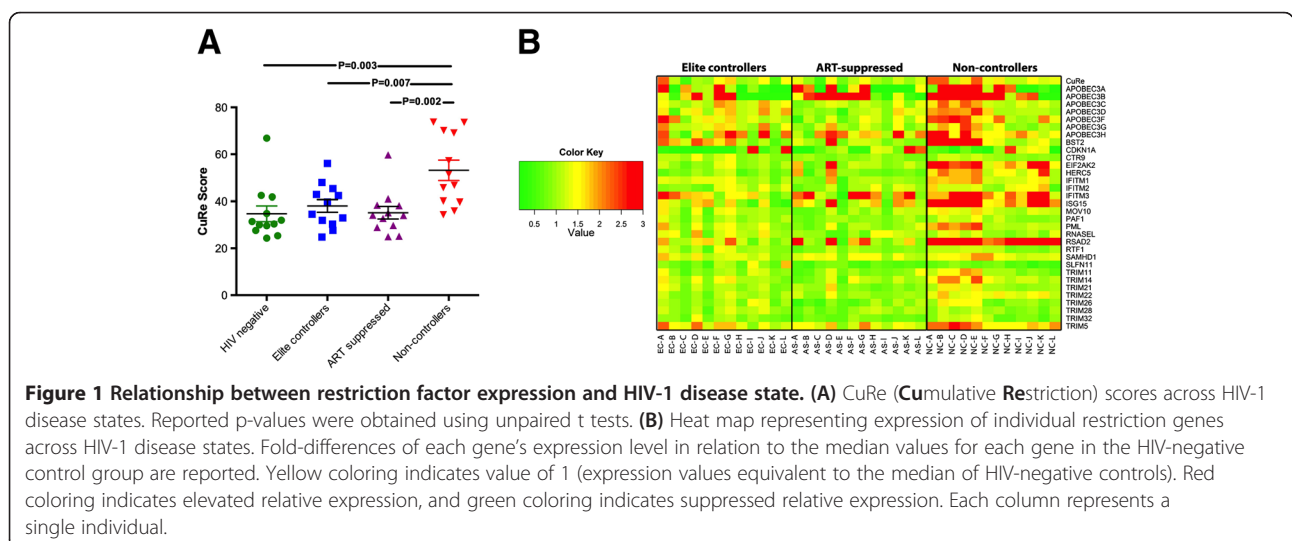 A
P=0.003
P=0.007
P=0.002
80
60
40
20
0
CuRe Score
HIV negative
Elite controllers
ART suppressed
Non-controllers
B
Elite controllers ART-suppressed Non-controllers
Color Key
0.5 1 1.5 2 2.5 3
Value
CuRe
APOBEC3A
APOBEC3B
APOBEC3C
APOBEC3D
APOBEC3F
APOBEC3G
APOBEC3H
BST2
CDKN1A
CTR9
EIF2AK2
HERC5
IFITM1
IFITM2
IFITM3
ISG15
MOV10
PAF1
PML
RNASEL
RSAD2
RTF1
SAMHD1
SLFN11
TRIM11
TRIM14
TRIM21
TRIM22
TRIM26
TRIM28
TRIM32
TRIM5
EC-A
EC-B
EC-C
EC-D
EC-E
EC-F
EC-G
EC-H
EC-I
EC-J
EC-K
EC-L
AS-A
AS-B
AS-C
AS-D
AS-E
AS-F
AS-G
AS-H
AS-I
AS-J
AS-K
AS-L
NC-A
NC-B
NC-C
NC-D
NC-E
NC-F
NC-G
NC-H
NC-I
NC-J
NC-K
NC-L
Figure 1 Relationship between restriction factor expression and HIV-1 disease state. (A) CuRe (Cumulative Restriction) scores across HIV-1
disease states. Reported p-values were obtained using unpaired t tests. (B) Heat map representing expression of individual restriction genes
across HIV-1 disease states. Fold-differences of each gene's expression level in relation to the median values for each gene in the HIV-negative
control group are reported. Yellow coloring indicates value of 1 (expression values equivalent to the median of HIV-negative controls). Red
coloring indicates elevated relative expression, and green coloring indicates suppressed relative expression. Each column represents a
single individual.